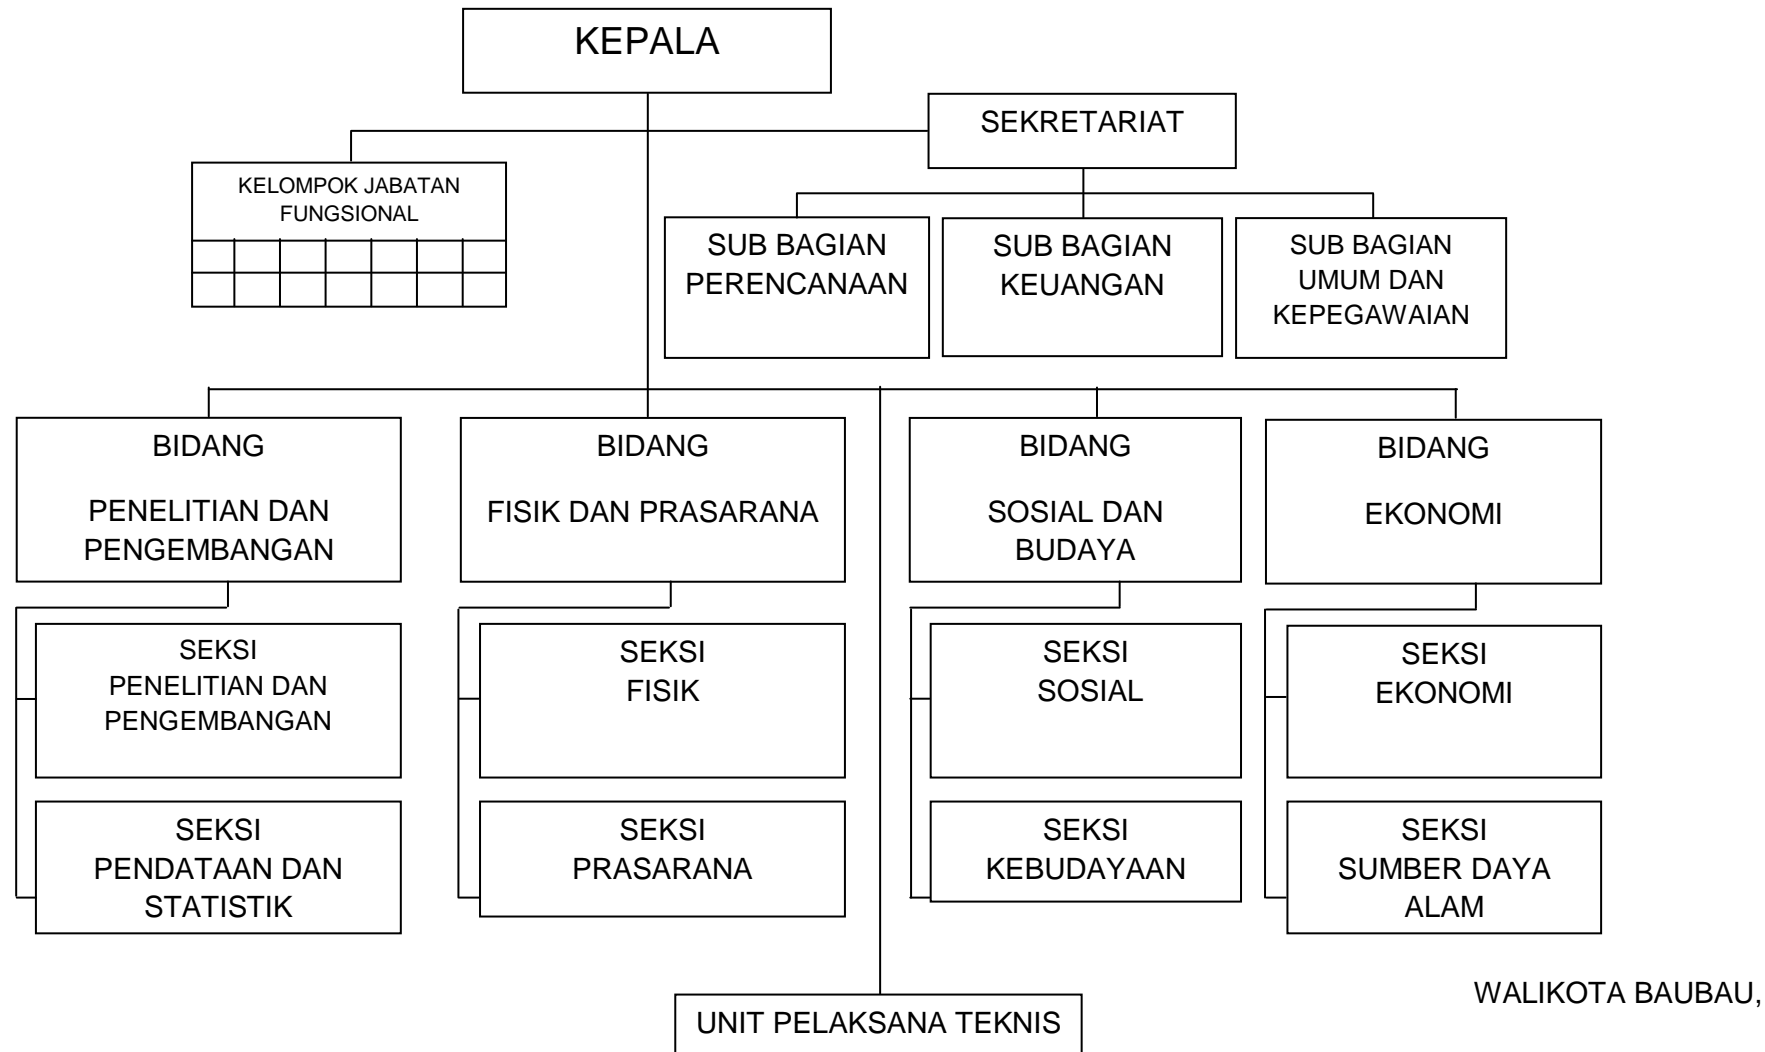 KEPALA
SEKRETARIAT
KELOMPOK JABATAN
FUNGSIONAL
SUB BAGIAN
PERENCANAAN
SUB BAGIAN
KEUANGAN
SUB BAGIAN
UMUM DAN
KEPEGAWAIAN
BIDANG
PENELITIAN DAN
PENGEMBANGAN
BIDANG
FISIK DAN PRASARANA
BIDANG
SOSIAL DAN
BUDAYA
BIDANG
EKONOMI
SEKSI
PENELITIAN DAN
PENGEMBANGAN
SEKSI
FISIK
SEKSI
SOSIAL
SEKSI
EKONOMI
SEKSI
PENDATAAN DAN
STATISTIK
SEKSI
PRASARANA
SEKSI
KEBUDAYAAN
SEKSI
SUMBER DAYA
ALAM
WALIKOTA BAUBAU,
UNIT PELAKSANA TEKNIS